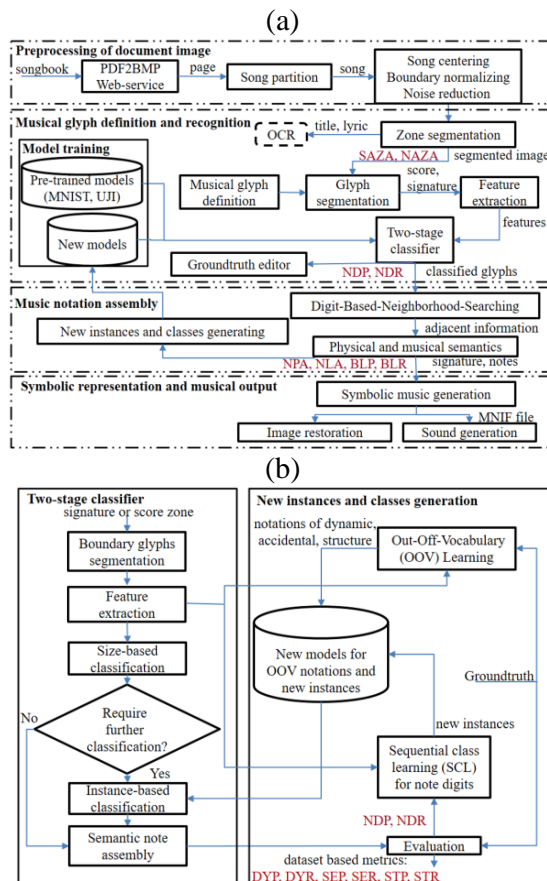 (a)
Preprocessing of document image
songbook
PDF2BMP
Web-service
page
Song partition
song
Song centering
Boundary normalizing
Noise reduction
Musical glyph definition and recognition
OCR
title, lyric
Zone segmentation
SAZA, NAZA
segmented image
Model training
Pre-trained models
(MNIST, UJI)
New models
Musical glyph
definition
Glyph
segmentation
score,
signature
Feature
extraction
features
Two-stage
classifier
Groundtruth editor
NDP, NDR
classified glyphs
Music notation assembly
Digit-Based-Neighborhood-Searching
adjacent information
New instances and classes generating
Physical and musical semantics
NPA, NLA, BLP, BLR
signature, notes
Symbolic representation and musical output
Symbolic music generation
MNIF file
Image restoration
Sound generation
(b)
Two-stage classifier
signature or score zone
Boundary glyphs
segmentation
Feature
extraction
Size-based
classification
No
Require
further
classification?
Yes
Instance-based
classification
Semantic note
assembly
New instances and classes generation
notations of dynamic,
accidental, structure
Out-Off-Vocabulary
(OOV) Learning
New models for
OOV notations and
new instances
Groundtruth
new instances
Sequential class
learning (SCL)
for note digits
NDP, NDR
Evaluation
dataset based metrics:
DYP, DYR, SEP, SER, STP, STR